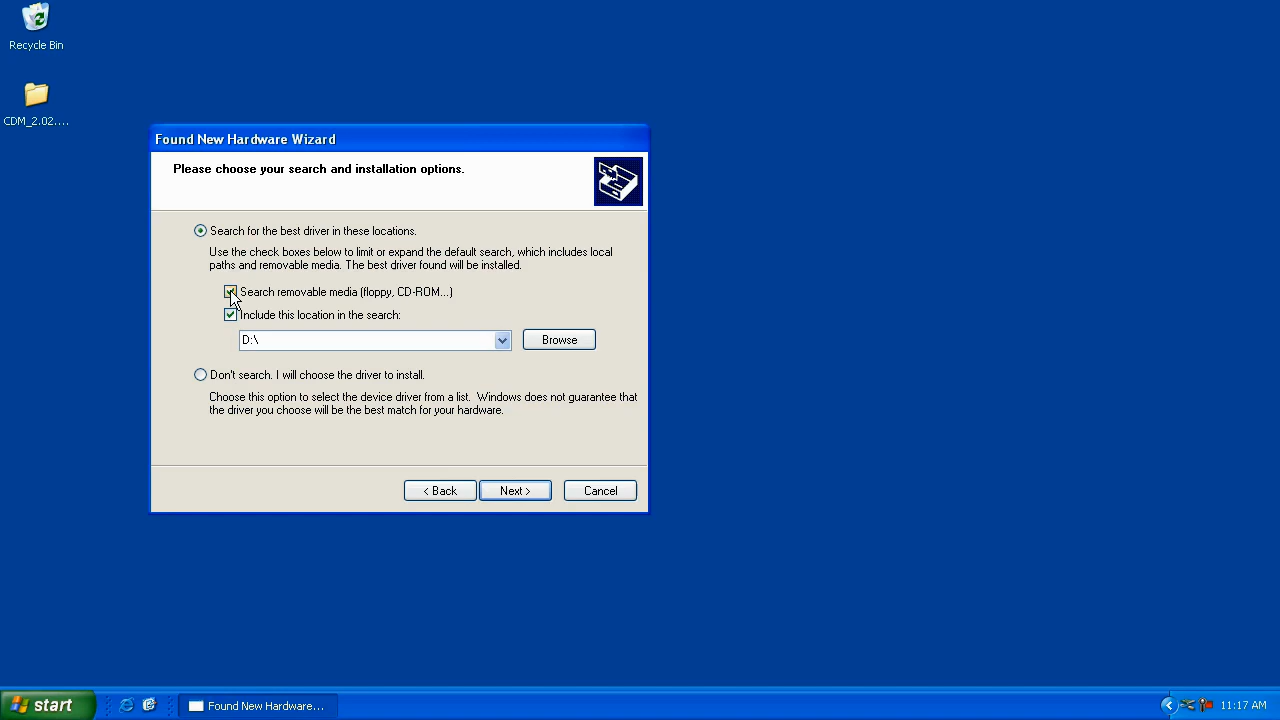 Recycle Bin
CDM_2.02....
Found New Hardware Wizard
Please choose your search and installation options.
Search for the best driver in these locations.
Use the check boxes below to limit or expand the default search, which includes local
paths and removable media. The best driver found will be installed.
Search removable media (floppy, CD-ROM...)
Include this location in the search:
D:\
Browse
Don't search. I will choose the driver to install.
Choose this option to select the device driver from a list.  Windows does not guarantee that
the driver you choose will be the best match for your hardware.
< Back
Next >
Cancel
start
Found New Hardware...
11:17 AM